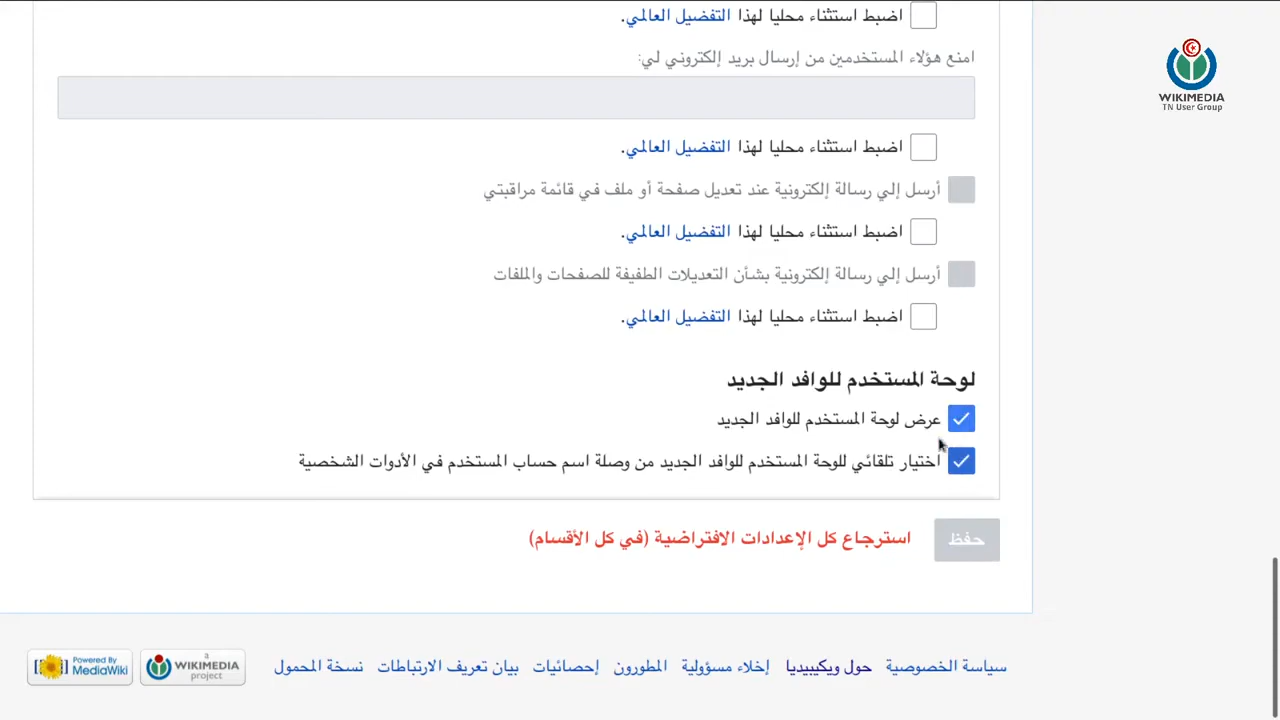 اضبط استثناء محليا لهذا التفضيل العالمي.
امنع هؤلاء المستخدمين من إرسال بريد إلكتروني لي:
اضبط استثناء محليا لهذا التفضيل العالمي.
أرسل إلي رسالة إلكترونية عند تعديل صفحة أو ملف في قائمة مراقبتي
اضبط استثناء محليا لهذا التفضيل العالمي.
أرسل إلي رسالة إلكترونية بشأن التعديلات الطفيفة للصفحات والملفات
اضبط استثناء محليا لهذا التفضيل العالمي.
لوحة المستخدم للوافد الجديد
عرض لوحة المستخدم للوافد الجديد
اختيار تلقائي للوحة المستخدم للوافد الجديد من وصلة اسم حساب المستخدم في الأدوات الشخصية
حفظ استرجاع كل الإعدادات الافتراضية (في كل الأقسام)
سياسة الخصوصية حول ويكيبيديا إخلاء مسؤولية المطورون إحصائيات بيان تعريف الارتباطات نسخة المحمول
a
WIKIMEDIA
project
Powered By
MediaWiki
WIKIMEDIA
TN User Group